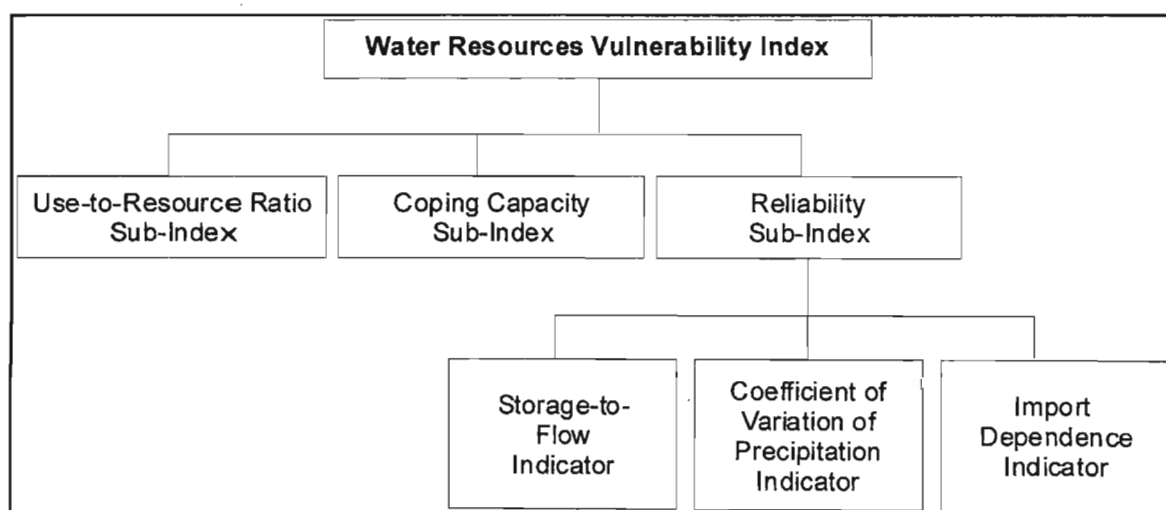 Water Resources Vulnerability Index
Use-to-Resource Ratio
Sub-Index
Coping Capacity
Sub-Index
Reliability
Sub-Index
Storage-to-
Flow
Indicator
Coefficient of
Variation of
Precipitation
Indicator
Import
Dependence
Indicator